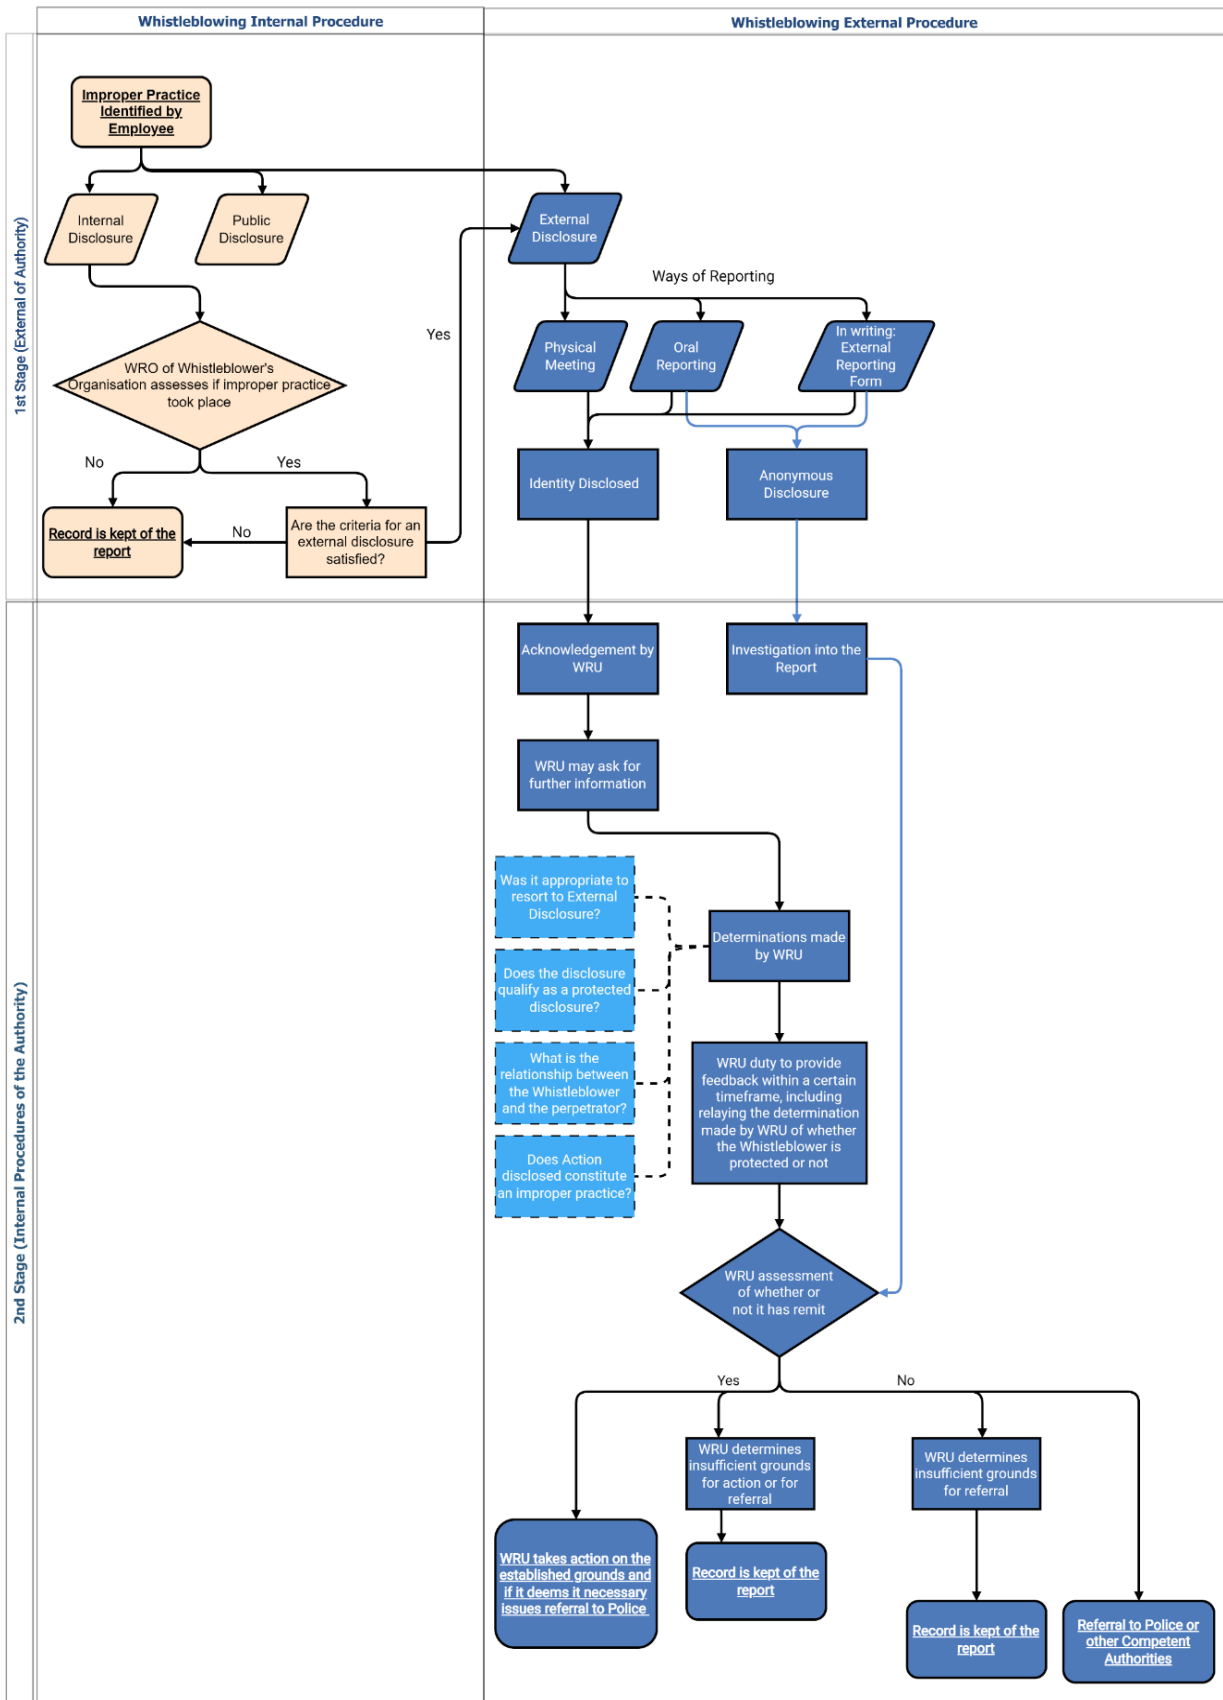 Whistleblowing Internal Procedure
Whistleblowing External Procedure
1st Stage (External of Authority)
Improper Practice
Identified by
Employee
Internal
Disclosure
Public
Disclosure
External
Disclosure
Ways of Reporting
Physical
Meeting
Oral
Reporting
In writing:
External
Reporting
Form
WRO of Whistleblower's
Organisation assesses if improper practice
took place
Yes
No
Yes
Identity Disclosed
Anonymous
Disclosure
Record is kept of the
report
No
Are the criteria for an
external disclosure
satisfied?
2nd Stage (Internal Procedures of the Authority)
Acknowledgement by
WRU
Investigation into the
Report
WRU may ask for
further information
Was it appropriate to
resort to External
Disclosure?
Determinations made
by WRU
Does the disclosure
qualify as a protected
disclosure?
What is the
relationship between
the Whistleblower
and the perpetrator?
Does Action
disclosed constitute
an improper practice?
WRU duty to provide
feedback within a certain
timeframe, including
relaying the determination
made by WRU of whether
the Whistleblower is
protected or not
WRU assessment
of whether or
not it has remit
Yes
No
WRU determines
insufficient grounds
for action or for
referral
WRU determines
insufficient grounds
for referral
WRU takes action on the
established grounds and
if it deems it necessary
issues referral to Police
Record is kept of the
report
Record is kept of the
report
Referral to Police or
other Competent
Authorities